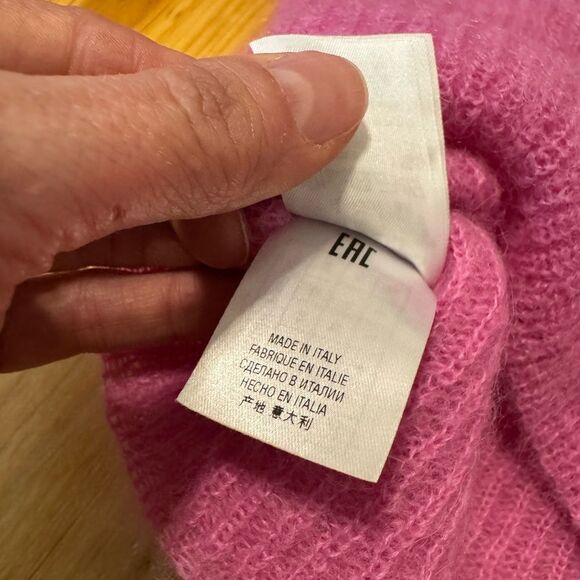 EAC
MADE IN ITALY
FABRIQUE EN ITALIE
СДЕЛАНО В ИТАЛИИ
HECHO EN ITALIA
产地 意大利